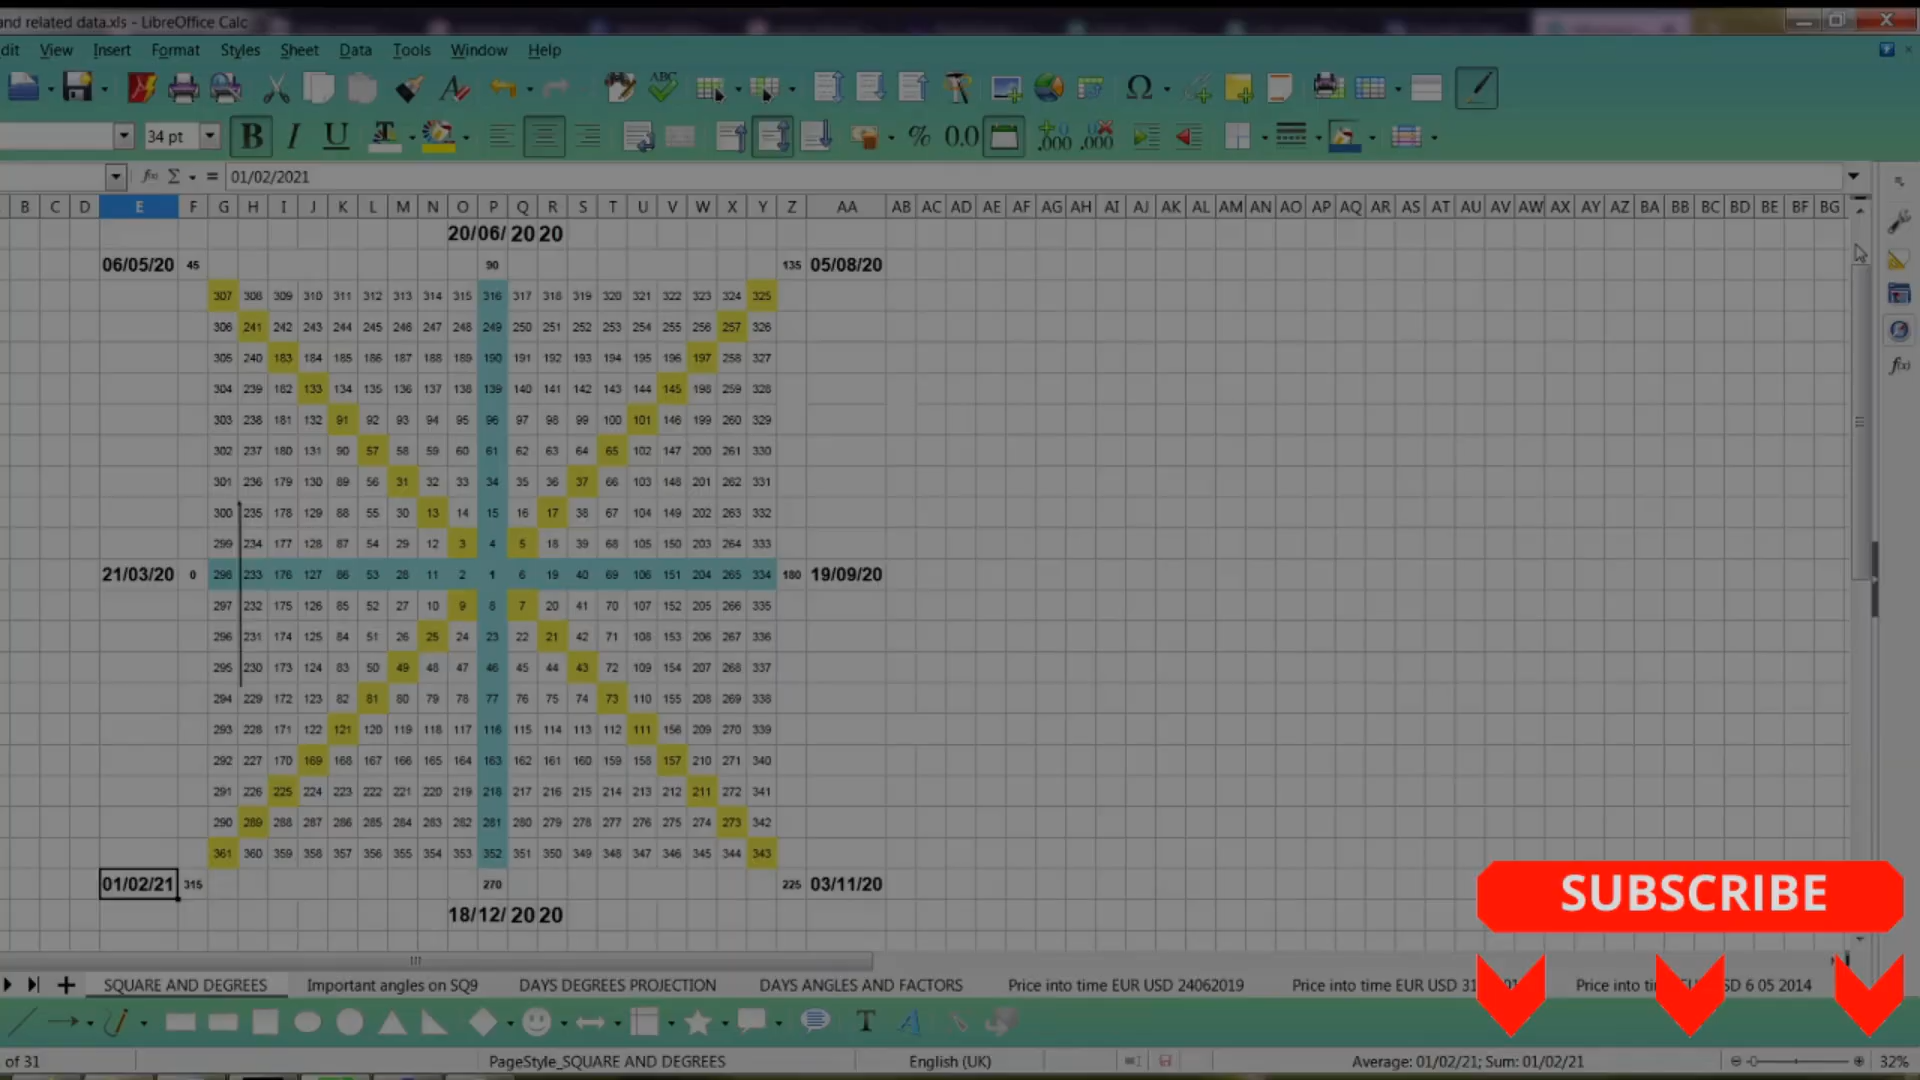 and related data.xls - LibreOffice Calc
dit View Insert Format Styles Sheet Data Tools Window Help
34 pt
01/02/2021
B C D E F G H I J K L M N O P Q R S T U V W X Y Z AA AB AC AD AE AF AG AH AI AJ AK AL AM AN AO AP AQ AR AS AT AU AV AW AX AY AZ BA BB BC BD BE BF BG
20/06/ 20 20
06/05/20 45 90 135 05/08/20
307 308 309 310 311 312 313 314 315 316 317 318 319 320 321 322 323 324 325
306 241 242 243 244 245 246 247 248 249 250 251 252 253 254 255 256 257 326
305 240 183 184 185 186 187 188 189 190 191 192 193 194 195 196 197 258 327
304 239 182 133 134 135 136 137 138 139 140 141 142 143 144 145 198 259 328
303 238 181 132 91 92 93 94 95 96 97 98 99 100 101 146 199 260 329
302 237 180 131 90 57 58 59 60 61 62 63 64 65 102 147 200 261 330
301 236 179 130 89 56 31 32 33 34 35 36 37 66 103 148 201 262 331
300 235 178 129 88 55 30 13 14 15 16 17 38 67 104 149 202 263 332
299 234 177 128 87 54 29 12 3 4 5 18 39 68 105 150 203 264 333
21/03/20 0 298 233 176 127 86 53 28 11 2 1 6 19 40 69 106 151 204 265 334 180 19/09/20
297 232 175 126 85 52 27 10 9 8 7 20 41 70 107 152 205 266 335
296 231 174 125 84 51 26 25 24 23 22 21 42 71 108 153 206 267 336
295 230 173 124 83 50 49 48 47 46 45 44 43 72 109 154 207 268 337
294 229 172 123 82 81 80 79 78 77 76 75 74 73 110 155 208 269 338
293 228 171 122 121 120 119 118 117 116 115 114 113 112 111 156 209 270 339
292 227 170 169 168 167 166 165 164 163 162 161 160 159 158 157 210 271 340
291 226 225 224 223 222 221 220 219 218 217 216 215 214 213 212 211 272 341
290 289 288 287 286 285 284 283 282 281 280 279 278 277 276 275 274 273 342
361 360 359 358 357 356 355 354 353 352 351 350 349 348 347 346 345 344 343
01/02/21 315 270 225 03/11/20
18/12/ 20 20
SUBSCRIBE
SQUARE AND DEGREES Important angles on SQ9 DAYS DEGREES PROJECTION DAYS ANGLES AND FACTORS Price into time EUR USD 24062019 Price into time EUR USD 6 05 2014
of 31 PageStyle_SQUARE AND DEGREES English (UK) Average: 01/02/21; Sum: 01/02/21 32%